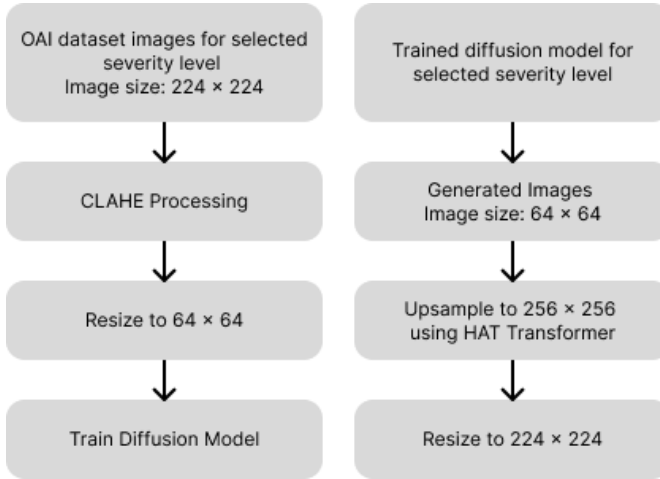 OAI dataset images for selected
severity level
Image size: 224 × 224
CLAHE Processing
Resize to 64 × 64
Train Diffusion Model
Trained diffusion model for
selected severity level
Generated Images
Image size: 64 × 64
Upsample to 256 × 256
using HAT Transformer
Resize to 224 × 224